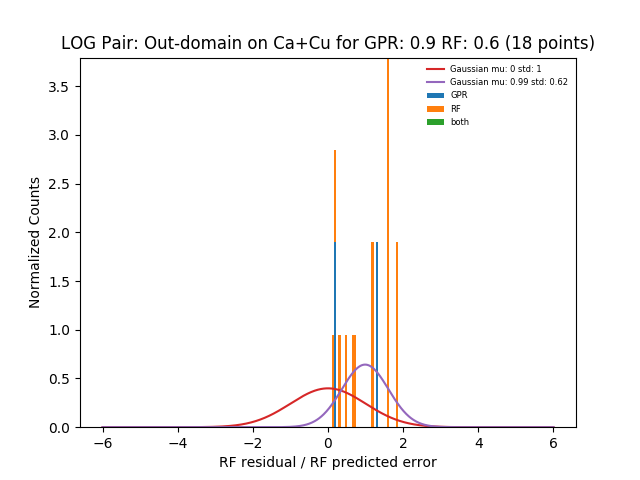 LOG Pair: Out-domain on Ca+Cu for GPR: 0.9 RF: 0.6 (18 points)
Gaussian mu: 0 std: 1
Gaussian mu: 0.99 std: 0.62
GPR
RF
both
Normalized Counts
3.5
3.0
2.5
2.0
1.5
1.0
0.5
0.0
−6
−4
−2
0
2
4
6
RF residual / RF predicted error